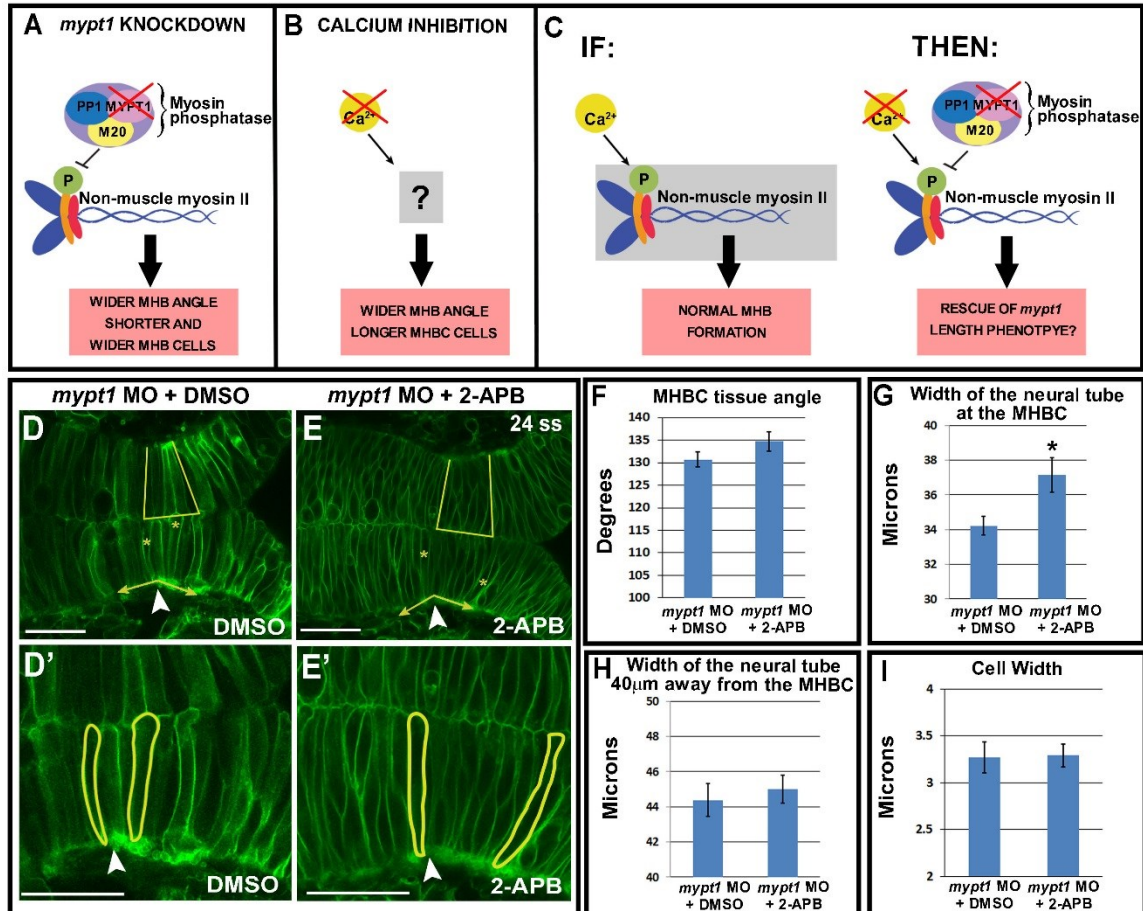 A mypt1 KNOCKDOWN
PP1 MYPT1
M20
Myosin
phosphatase
P
Non-muscle myosin II
WIDER MHB ANGLE
SHORTER AND
WIDER MHB CELLS
B CALCIUM INHIBITION
Ca2+
?
WIDER MHB ANGLE
LONGER MHBC CELLS
C
IF:
Ca2+
P
Non-muscle myosin II
NORMAL MHB
FORMATION
THEN:
Ca2+
PP1 MYPT1
M20
Myosin
phosphatase
P
Non-muscle myosin II
RESCUE OF mypt1
LENGTH PHENOTPYE?
mypt1 MO + DMSO
D
*
*
DMSO
mypt1 MO + 2-APB
E
24 ss
*
*
2-APB
D'
DMSO
E'
2-APB
F MHBC tissue angle
Degrees
140
135
130
125
120
115
110
105
100
mypt1 MO
+ DMSO
mypt1 MO
+ 2-APB
G Width of the neural tube
at the MHBC
Microns
40
38
36
34
32
30
*
mypt1 MO
+ DMSO
mypt1 MO
+ 2-APB
H Width of the neural tube
40µm away from the MHBC
Microns
50
48
46
44
42
40
mypt1 MO
+ DMSO
mypt1 MO
+ 2-APB
I Cell Width
Microns
4
3.5
3
2.5
2
mypt1 MO
+ DMSO
mypt1 MO
+ 2-APB